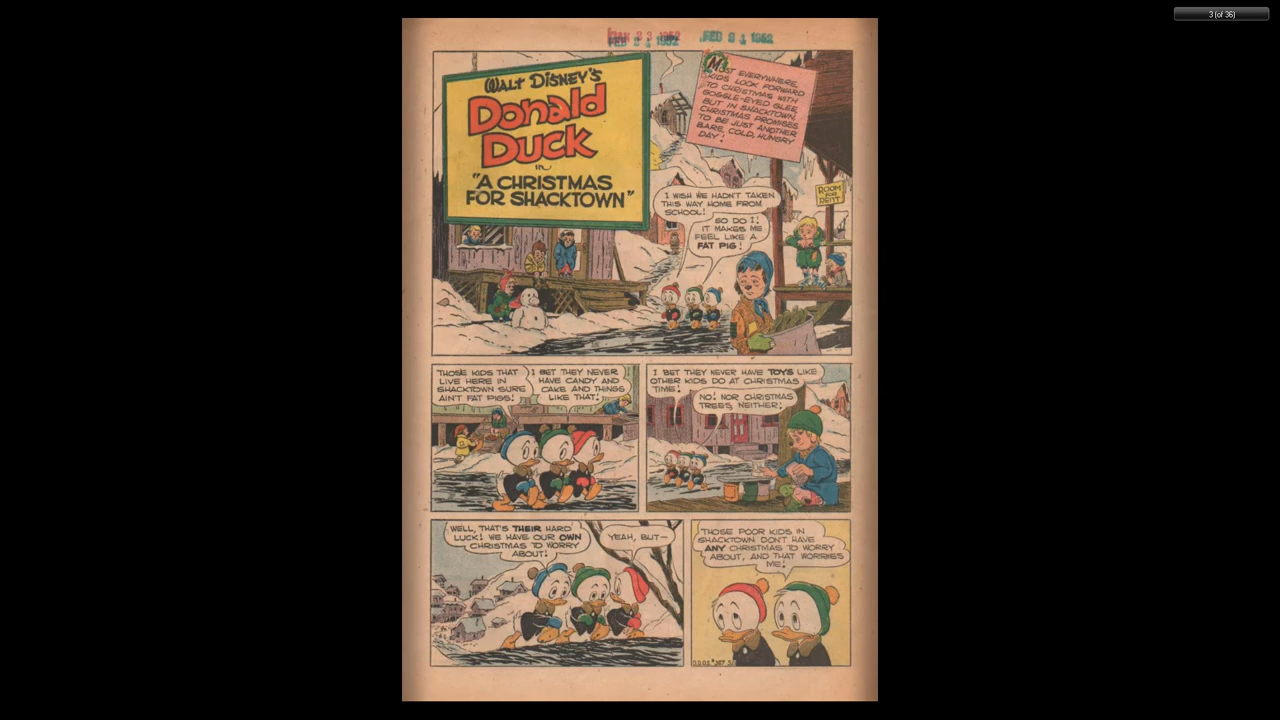 3 (of 36)
FEB 21 1952
WALT DISNEY'S
Donald
Duck
IN
"A CHRISTMAS
FOR SHACKTOWN"
MOST EVERYWHERE,
KIDS LOOK FORWARD
TO CHRISTMAS WITH
GOGGLE-EYED GLEE,
BUT IN SHACKTOWN,
CHRISTMAS PROMISES
TO BE JUST ANOTHER
BARE, COLD, HUNGRY
DAY!
ROOM
FOR
RENT
I WISH WE HADN'T TAKEN
THIS WAY HOME FROM
SCHOOL!
SO DO I!
IT MAKES ME
FEEL LIKE A
FAT PIG!
THOSE KIDS THAT
LIVE HERE IN
SHACKTOWN SURE
AIN'T FAT PIGS!
I BET THEY NEVER
HAVE CANDY AND
CAKE AND THINGS
LIKE THAT!
I BET THEY NEVER HAVE TOYS LIKE
OTHER KIDS DO AT CHRISTMAS
TIME!
NO! NOR CHRISTMAS
TREES, NEITHER!
WELL, THAT'S THEIR HARD
LUCK! WE HAVE OUR OWN
CHRISTMAS TO WORRY
ABOUT!
YEAH, BUT—
THOSE POOR KIDS IN
SHACKTOWN DON'T HAVE
ANY CHRISTMAS TO WORRY
ABOUT, AND THAT WORRIES
ME!